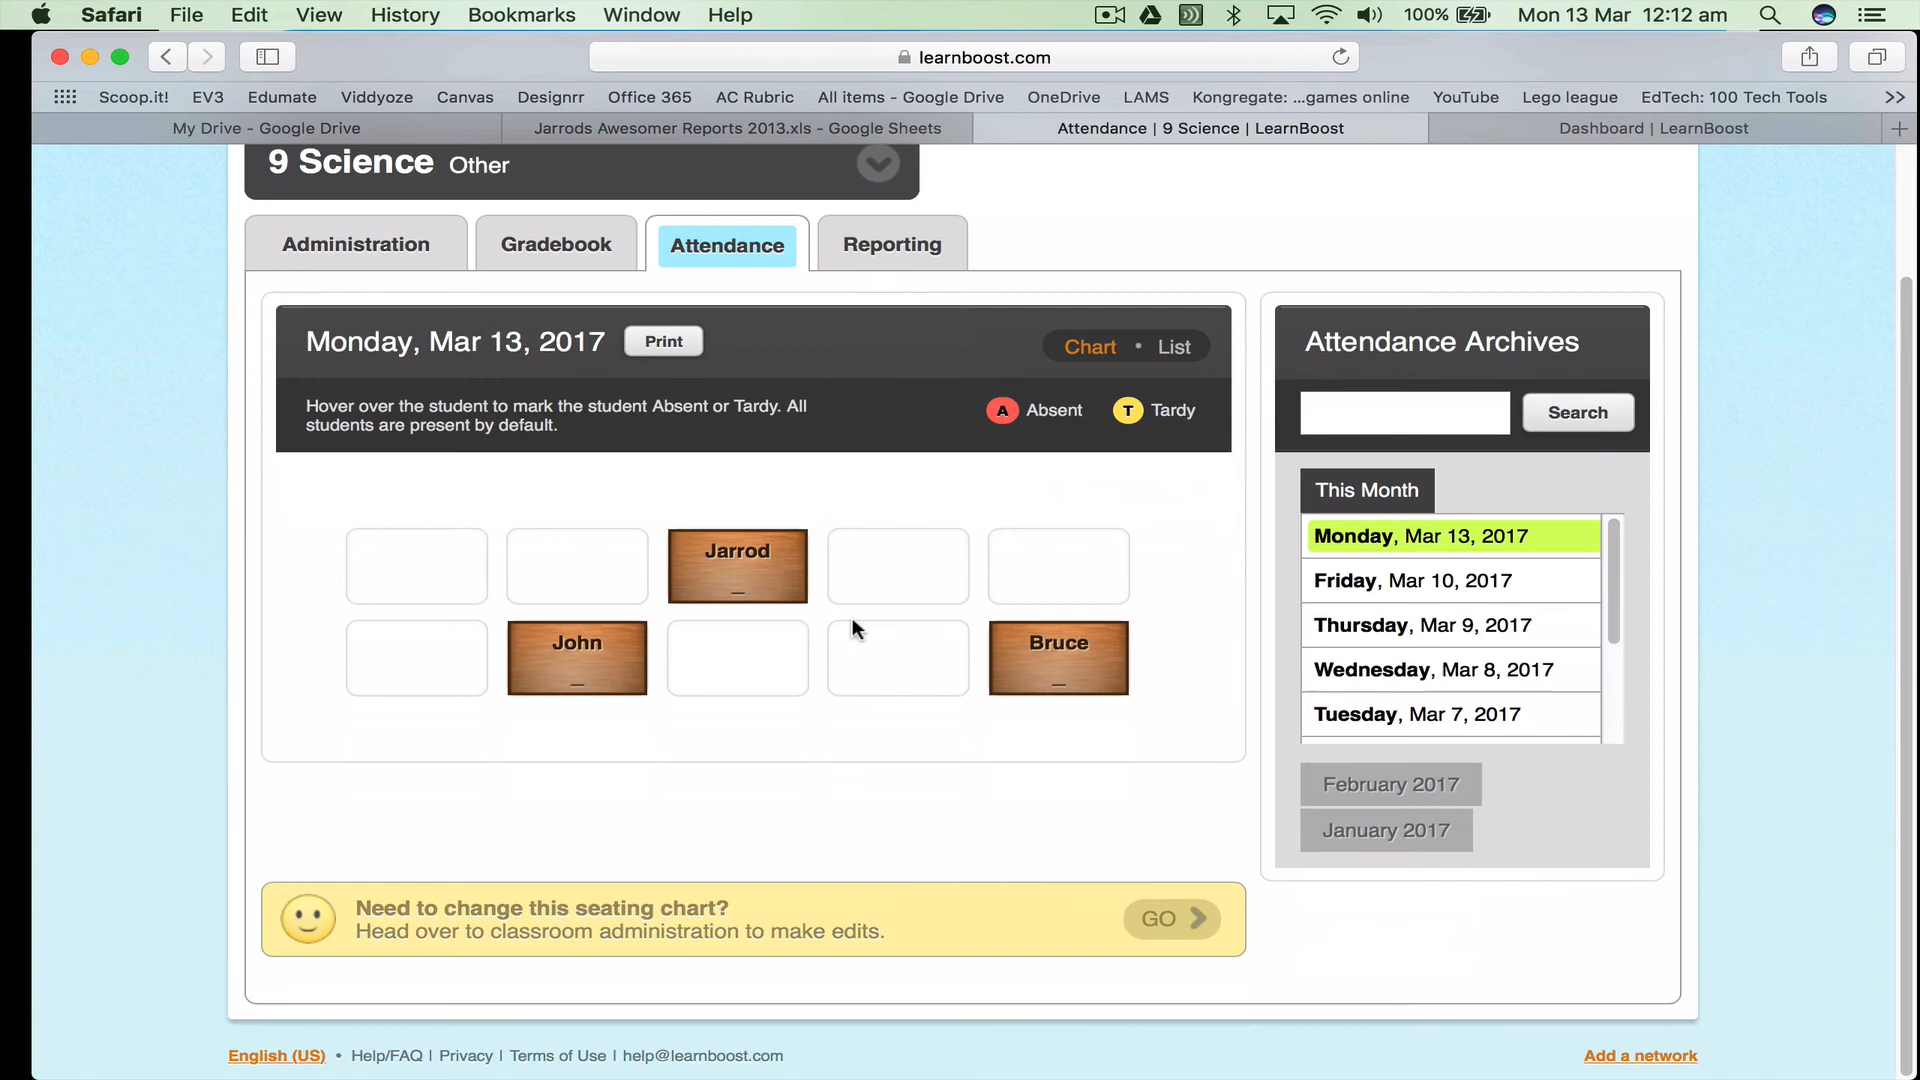 Safari File Edit View History Bookmarks Window Help 100% Mon 13 Mar 12:12 am
learnboost.com
Scoop.it! EV3 Edumate Viddyoze Canvas Designrr Office 365 AC Rubric All items - Google Drive OneDrive LAMS Kongregate: ...games online YouTube Lego league EdTech: 100 Tech Tools >>
My Drive - Google Drive Jarrods Awesomer Reports 2013.xls - Google Sheets Attendance | 9 Science | LearnBoost Dashboard | LearnBoost +
9 Science Other
Administration Gradebook Attendance Reporting
Monday, Mar 13, 2017 Print Chart • List
Hover over the student to mark the student Absent or Tardy. All
students are present by default.
A Absent T Tardy
Jarrod
_
John Bruce
_ _
Need to change this seating chart?
Head over to classroom administration to make edits.
GO
Attendance Archives
Search
This Month
Monday, Mar 13, 2017
Friday, Mar 10, 2017
Thursday, Mar 9, 2017
Wednesday, Mar 8, 2017
Tuesday, Mar 7, 2017
February 2017
January 2017
English (US) • Help/FAQ | Privacy | Terms of Use | help@learnboost.com Add a network